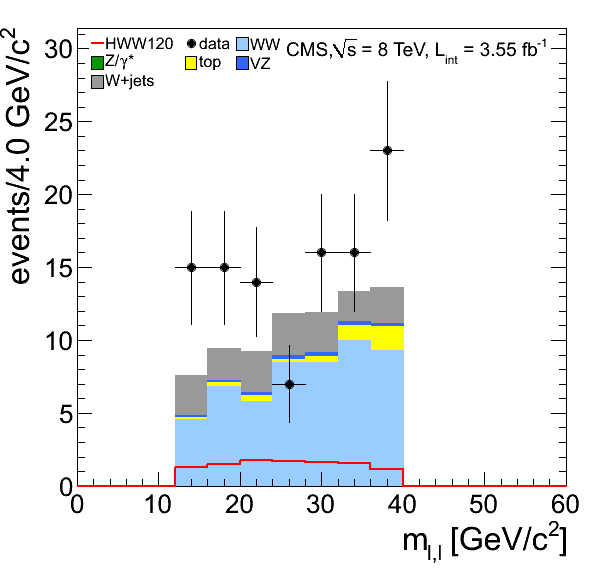 HWW120 data WW
CMS,√s = 8 TeV, L_int = 3.55 fb⁻¹
Z/γ* top VZ
W+jets
events/4.0 GeV/c²
30
25
20
15
10
5
0
0 10 20 30 40 50 60
m_l,l [GeV/c²]